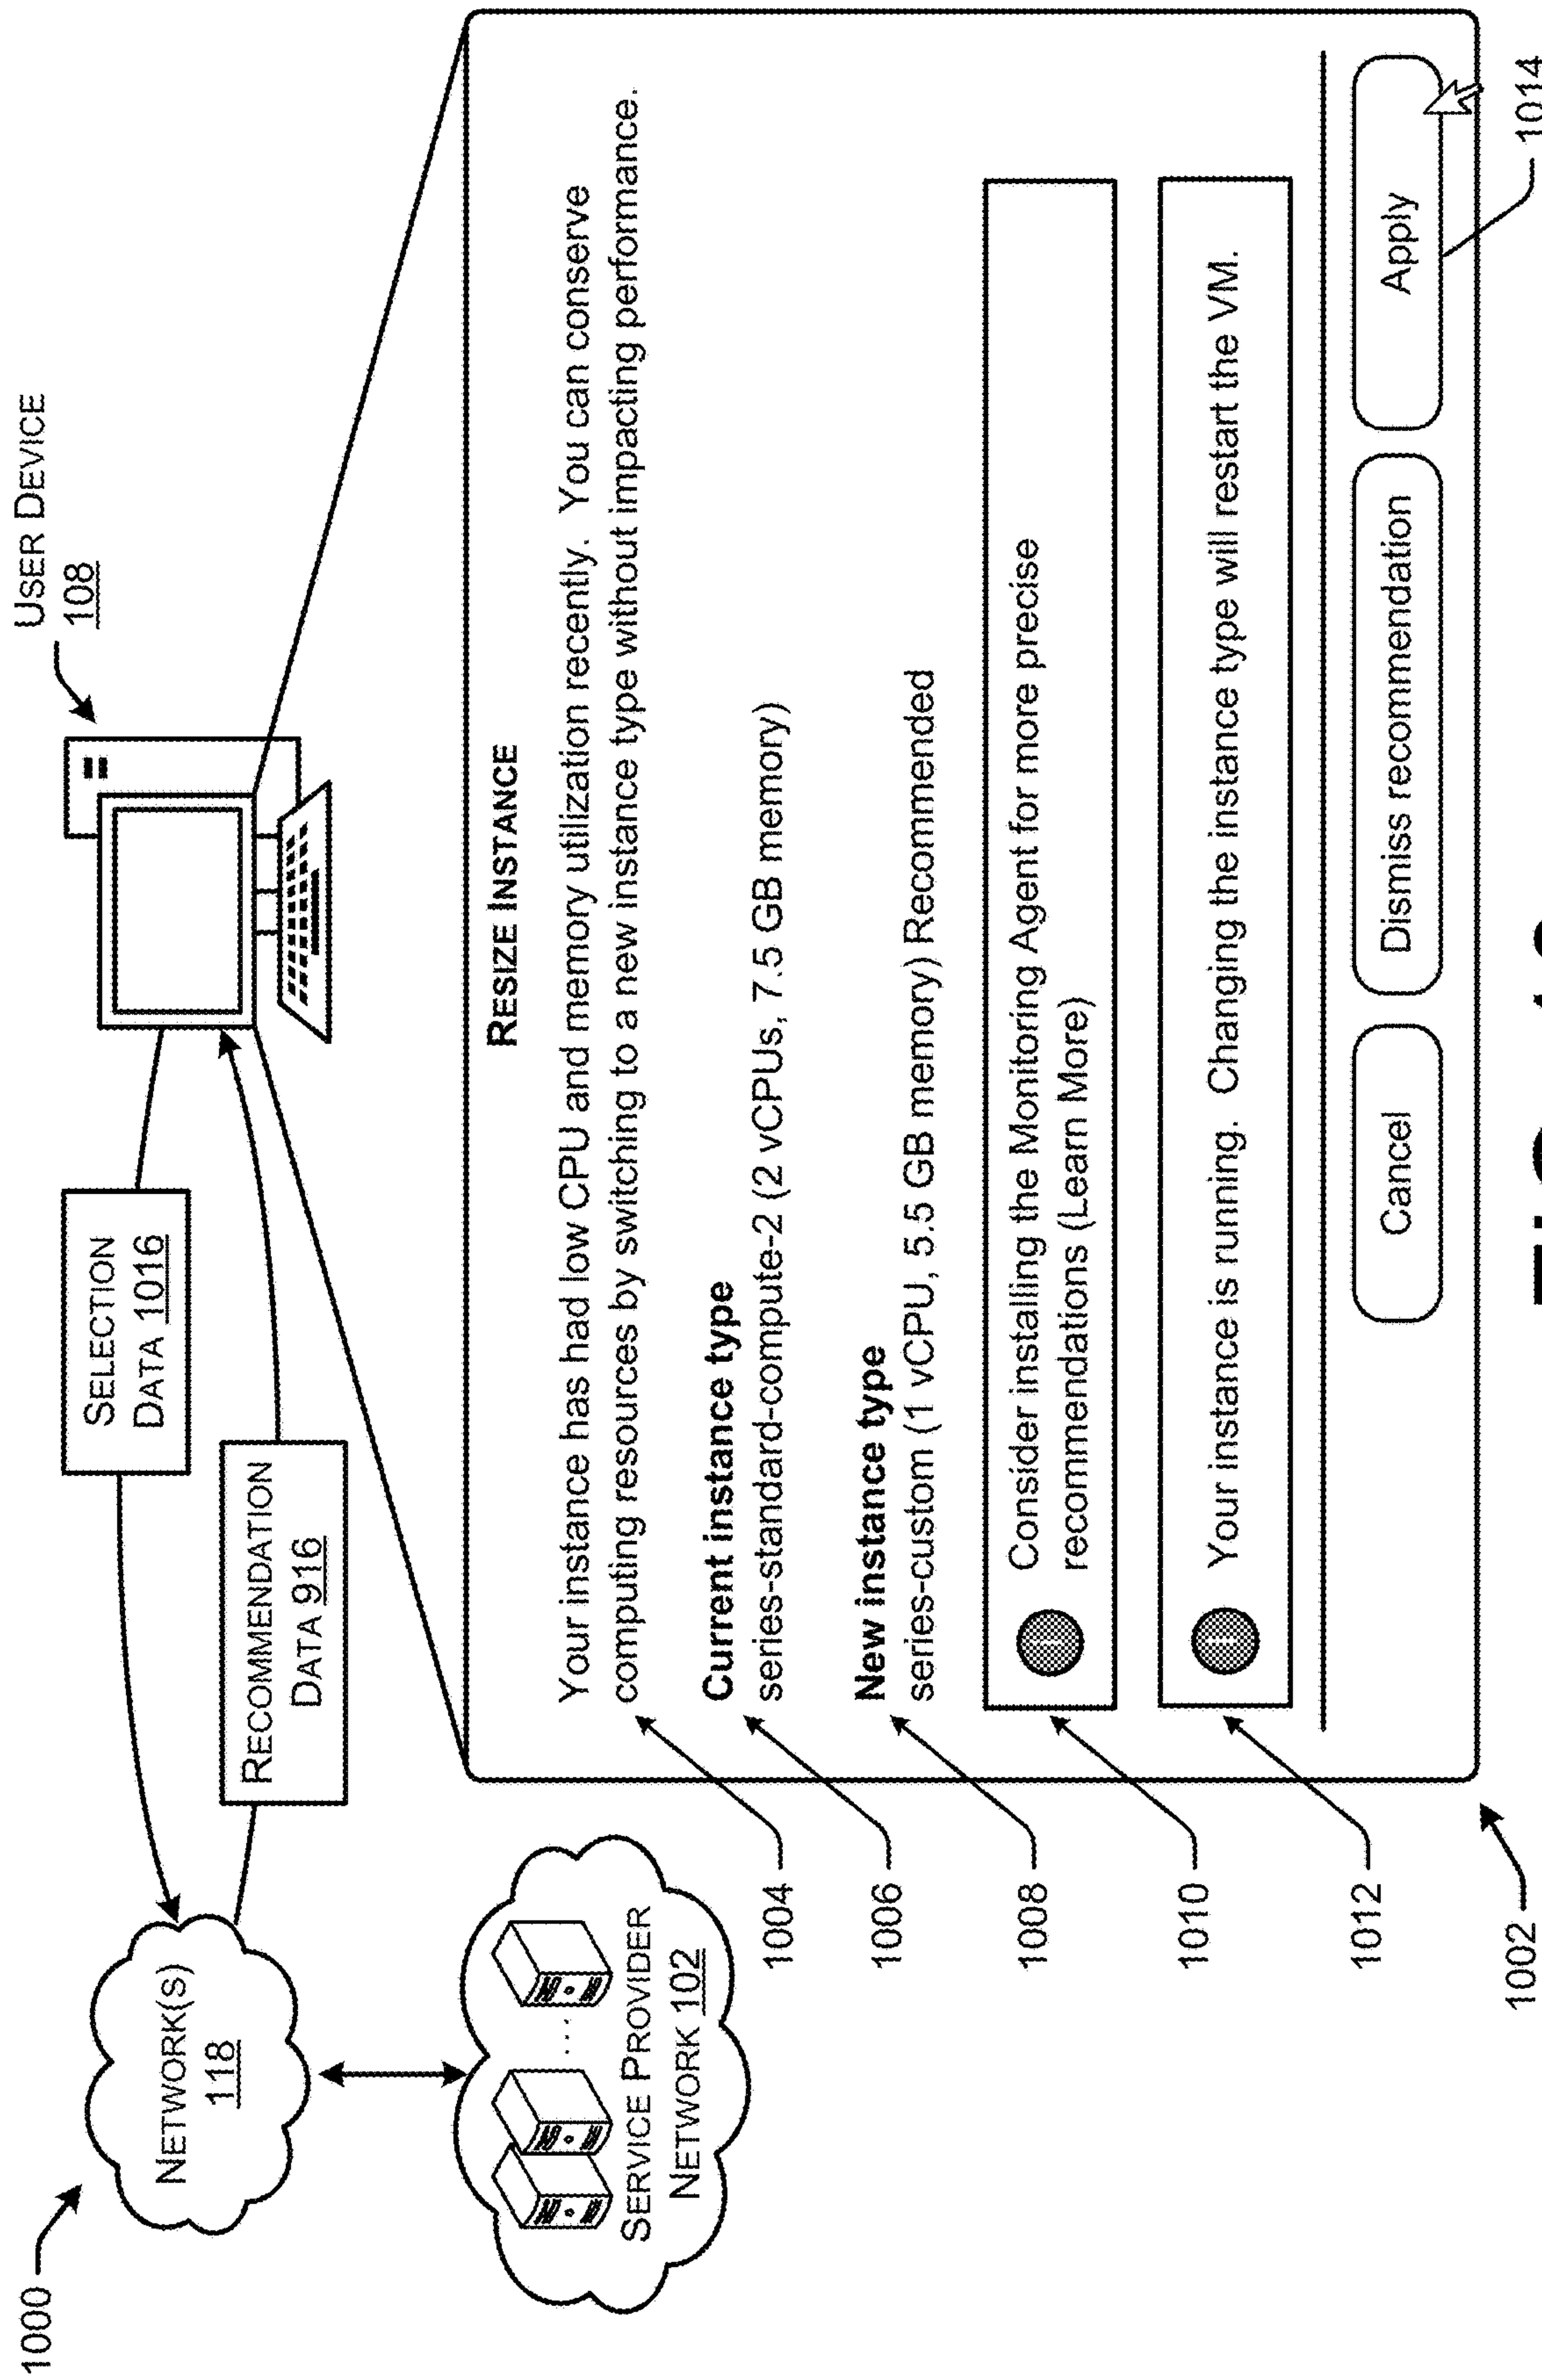 1000
NETWORK(S)
118
SELECTION
DATA 1016
RECOMMENDATION
DATA 916
USER DEVICE
108
SERVICE PROVIDER
NETWORK 102
RESIZE INSTANCE
Your instance has had low CPU and memory utilization recently. You can conserve
computing resources by switching to a new instance type without impacting performance.
1004
Current instance type
series-standard-compute-2 (2 vCPUs, 7.5 GB memory)
1006
New instance type
series-custom (1 vCPU, 5.5 GB memory) Recommended
1008
Consider installing the Monitoring Agent for more precise
recommendations (Learn More)
1010
Your instance is running. Changing the instance type will restart the VM.
1012
Cancel
Dismiss recommendation
Apply
1002
1014